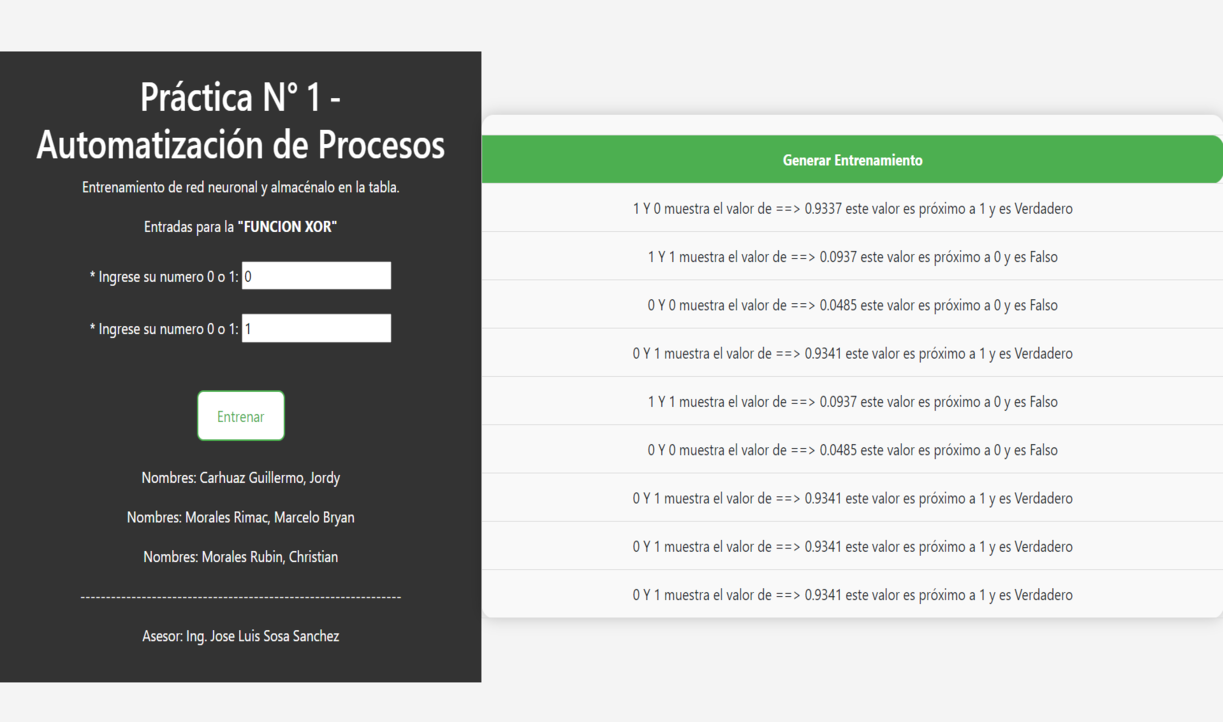 Práctica N° 1 -
Automatización de Procesos
Entrenamiento de red neuronal y almacénalo en la tabla.
Entradas para la "FUNCION XOR"
* Ingrese su numero 0 o 1: 0
* Ingrese su numero 0 o 1: 1
Entrenar
Nombres: Carhuaz Guillermo, Jordy
Nombres: Morales Rimac, Marcelo Bryan
Nombres: Morales Rubin, Christian
----------------------------------------------------------------
Asesor: Ing. Jose Luis Sosa Sanchez
Generar Entrenamiento
1 Y 0 muestra el valor de ==> 0.9337 este valor es próximo a 1 y es Verdadero
1 Y 1 muestra el valor de ==> 0.0937 este valor es próximo a 0 y es Falso
0 Y 0 muestra el valor de ==> 0.0485 este valor es próximo a 0 y es Falso
0 Y 1 muestra el valor de ==> 0.9341 este valor es próximo a 1 y es Verdadero
1 Y 1 muestra el valor de ==> 0.0937 este valor es próximo a 0 y es Falso
0 Y 0 muestra el valor de ==> 0.0485 este valor es próximo a 0 y es Falso
0 Y 1 muestra el valor de ==> 0.9341 este valor es próximo a 1 y es Verdadero
0 Y 1 muestra el valor de ==> 0.9341 este valor es próximo a 1 y es Verdadero
0 Y 1 muestra el valor de ==> 0.9341 este valor es próximo a 1 y es Verdadero